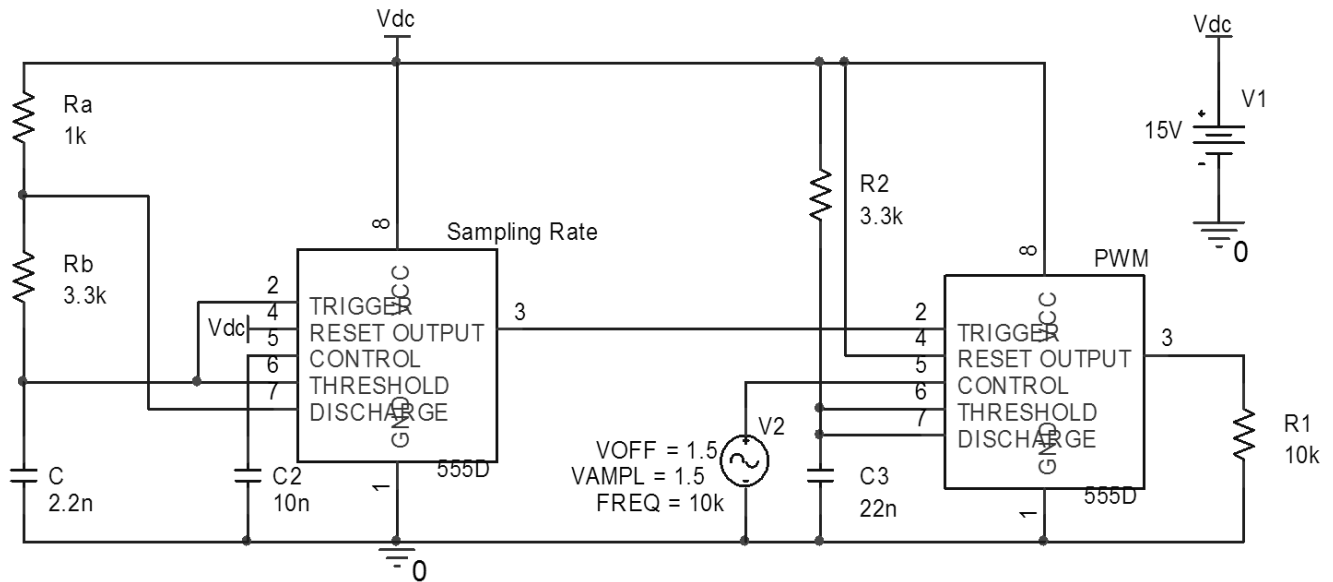 Vdc
Vdc
Ra
1k
V1
15V
+
-
R2
3.3k
0
8
Sampling Rate
Rb
3.3k
8
PWM
2
TRIGGER
VCC
4
Vdc
RESET OUTPUT
3
5
CONTROL
6
THRESHOLD
7
DISCHARGE
GND
1
555D
C
2.2n
C2
10n
0
2
TRIGGER
VCC
4
RESET OUTPUT
3
5
CONTROL
6
THRESHOLD
7
DISCHARGE
GND
1
555D
V2
+
-
VOFF = 1.5
VAMPL = 1.5
FREQ = 10k
C3
22n
R1
10k